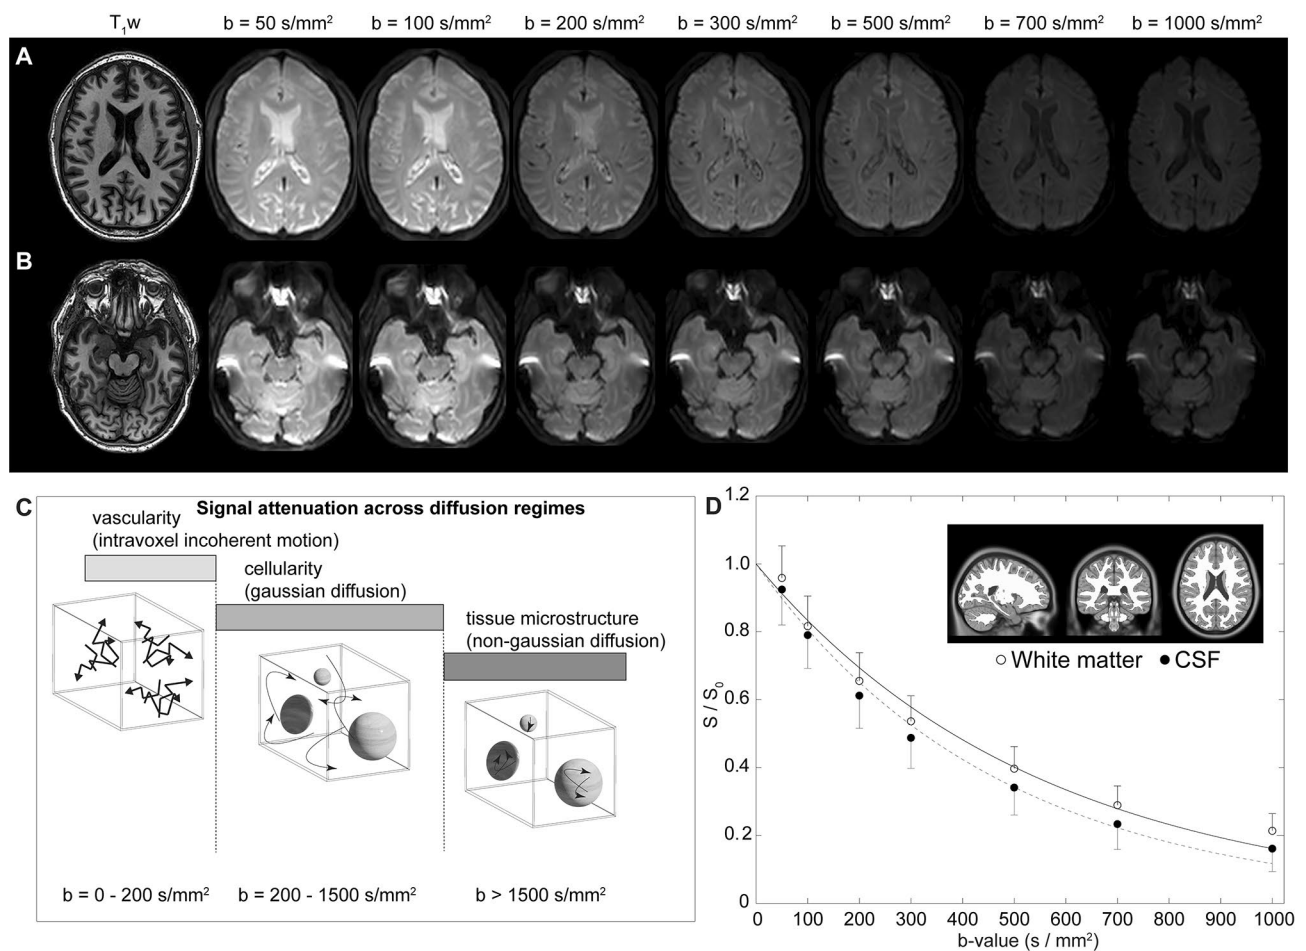 T₁w b = 50 s/mm² b = 100 s/mm² b = 200 s/mm² b = 300 s/mm² b = 500 s/mm² b = 700 s/mm² b = 1000 s/mm²
A
B
C
Signal attenuation across diffusion regimes
vascularity
(intravoxel incoherent motion)
cellularity
(gaussian diffusion)
tissue microstructure
(non-gaussian diffusion)
b = 0 - 200 s/mm² b = 200 - 1500 s/mm² b > 1500 s/mm²
D
1.2
1.0
0.8
0.6
0.4
0.2
0
S / S₀
White matter CSF
0 100 200 300 400 500 600 700 800 900 1000
b-value (s / mm²)